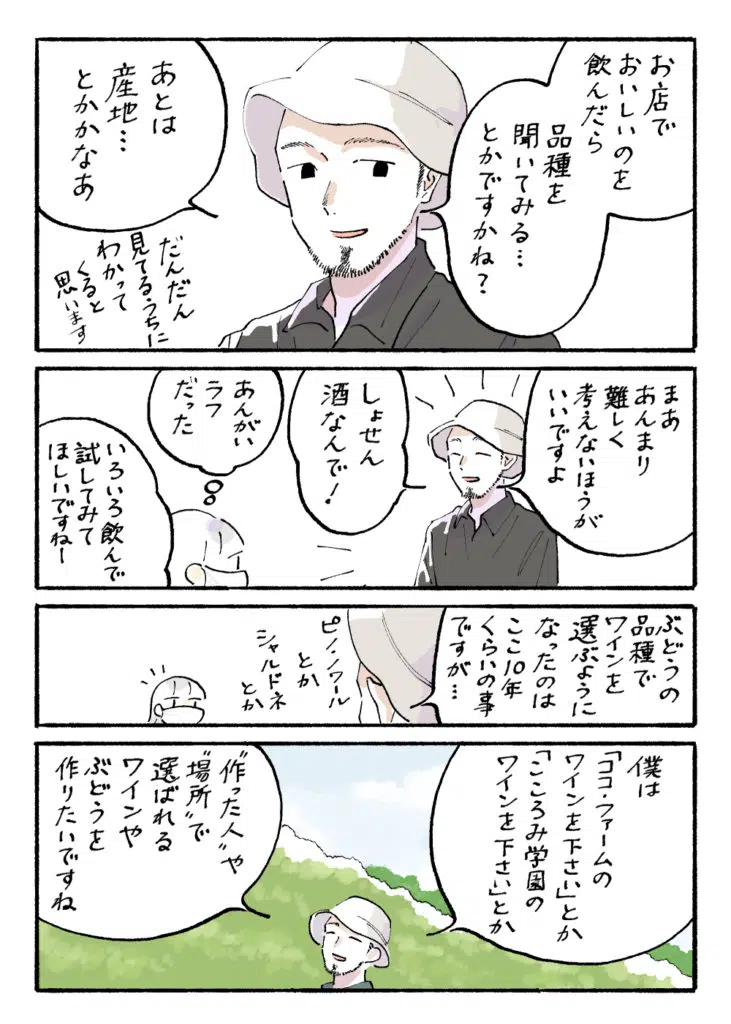 お店で
おいしいのを
飲んだら
品種を
聞いてみる…
とかですかね？
あとは
産地…
とかかなあ
だんだん
見てるうちに
わかって
くると
思います
まあ
あんまり
難しく
考えないほうが
いいですよ
しょせん
酒なんで！
あんがい
ラフ
だった
いろいろ飲んで
試してみて
ほしいですねー
ぶどうの
品種で
ワインを
選ぶように
なったのは
ここ10年
くらいの事
ですが…
ピノ・ノワール
とか
シャルドネ
とか
僕は
「ココ・ファームの
ワインを下さい」とか
「こころみ学園の
ワインを下さい」とか
“作った人”や
“場所”で
選ばれる
ワインや
ぶどうを
作りたいですね